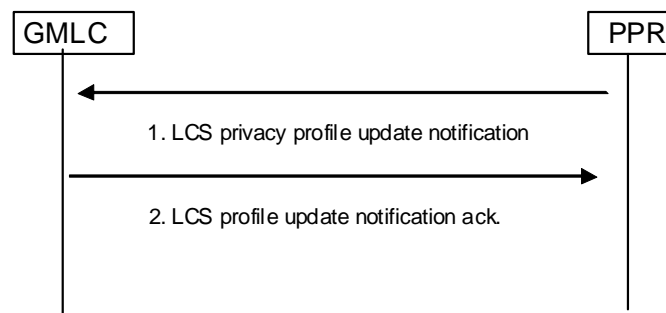 GMLC
PPR
1. LCS privacy profile update notification
2. LCS profile update notification ack.